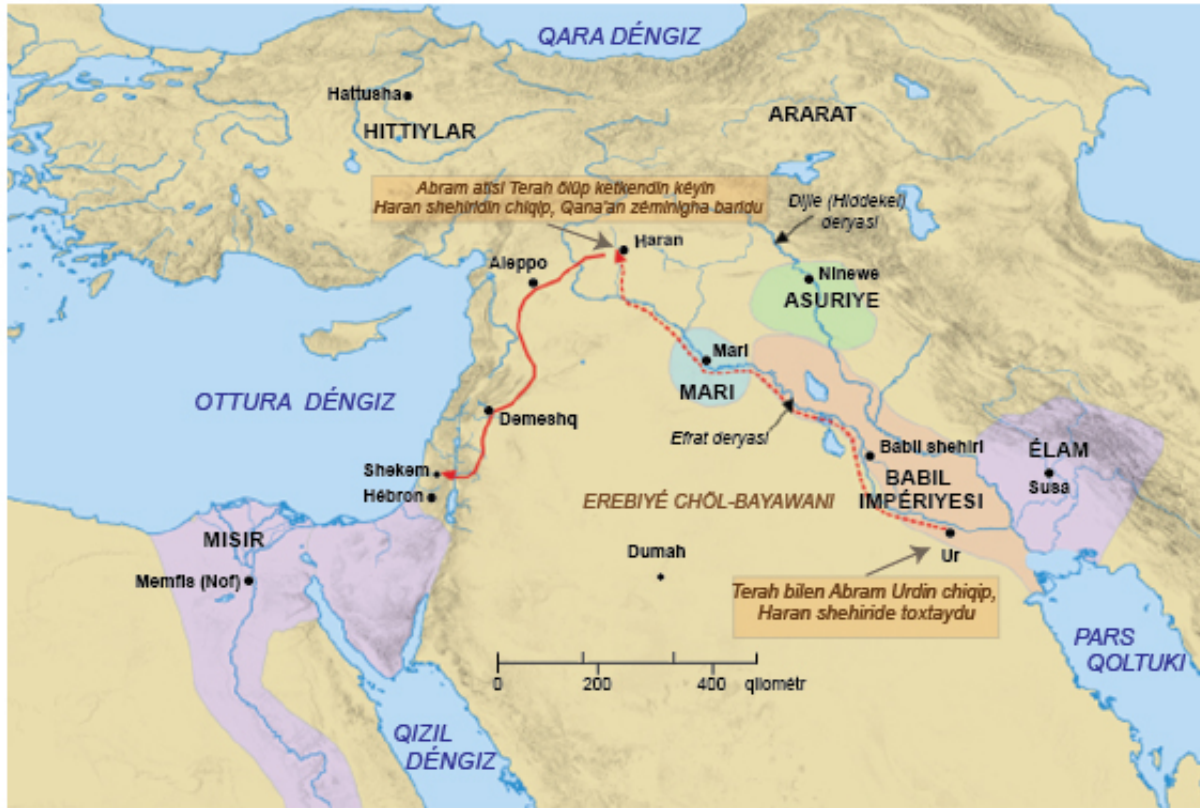 QARA DÉNGIZ
Hattusha
HITTIYLAR
ARARAT
Abram atisi Terah ölüp ketkendin kéyin
Haran shehiridin chiqip, Qana'an zéminigha baridu
Dijle (Hiddekel)
deryasi
Haran
Aleppo
Ninewe
ASURIYE
Mari
MARI
OTTURA DÉNGIZ
Demeshq
Efrat deryasi
Babil shehiri
BABIL
IMPÉRIYESI
ÉLAM
Susa
Shekem
Hébron
EREBIYÉ CHÖL-BAYAWANI
MISIR
Memfis (Nof)
Dumah
Ur
Terah bilen Abram Urdin chiqip,
Haran shehiride toxtaydu
PARS
QOLTUKI
0 200 400 qilométr
QIZIL
DÉNGIZ